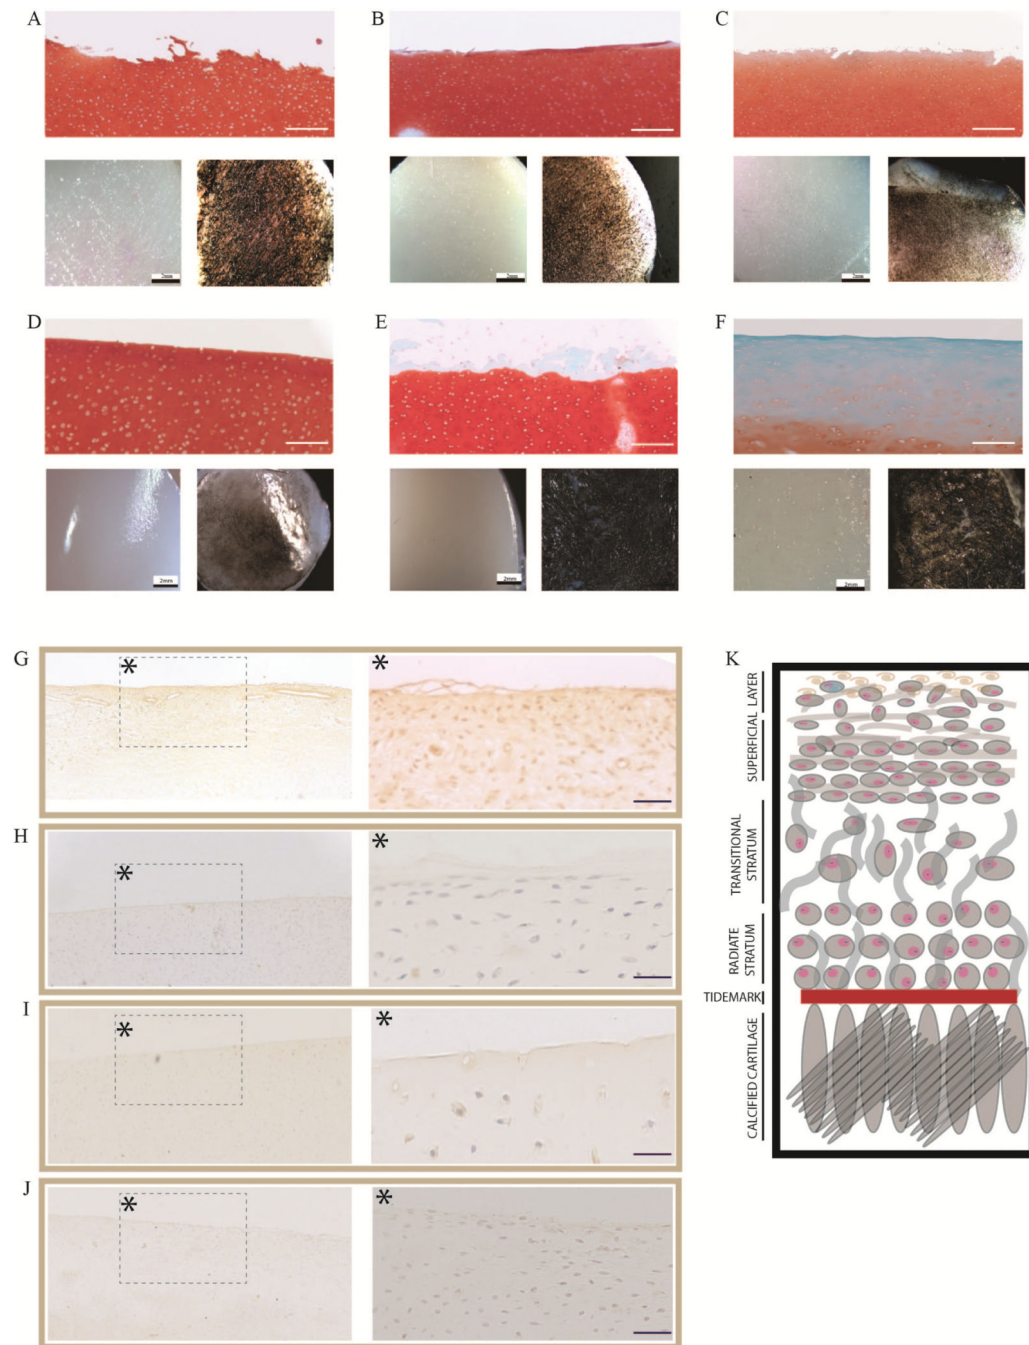 A
B
C
2mm
2mm
2mm
D
E
F
2mm
2mm
2mm
G
*
*
H
*
*
I
*
*
J
*
*
K
SUPERFICIAL LAYER
TRANSITIONAL
STRATUM
RADIATE
STRATUM
TIDEMARK
CALCIFIED CARTILAGE